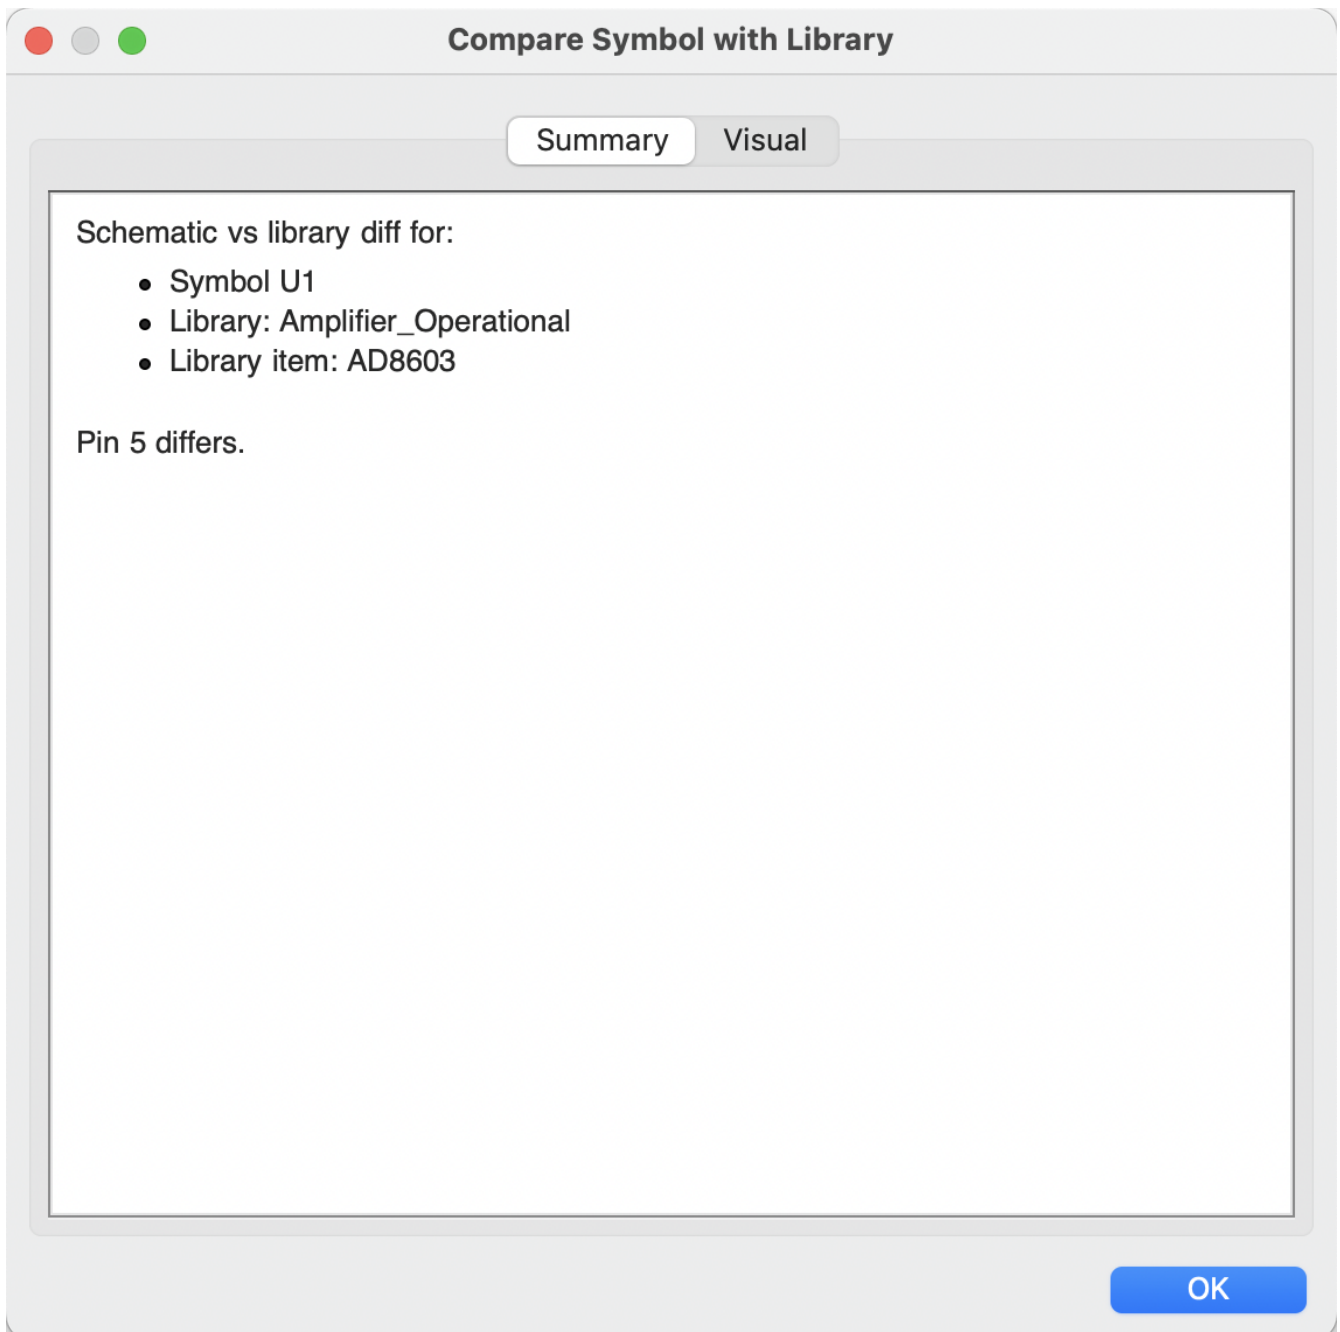 Compare Symbol with Library
Summary Visual
Schematic vs library diff for:
• Symbol U1
• Library: Amplifier_Operational
• Library item: AD8603
Pin 5 differs.
OK